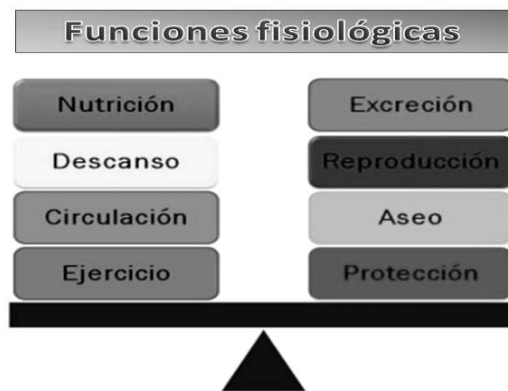 Funciones fisiológicas
Nutrición
Descanso
Circulación
Ejercicio
Excreción
Reproducción
Aseo
Protección